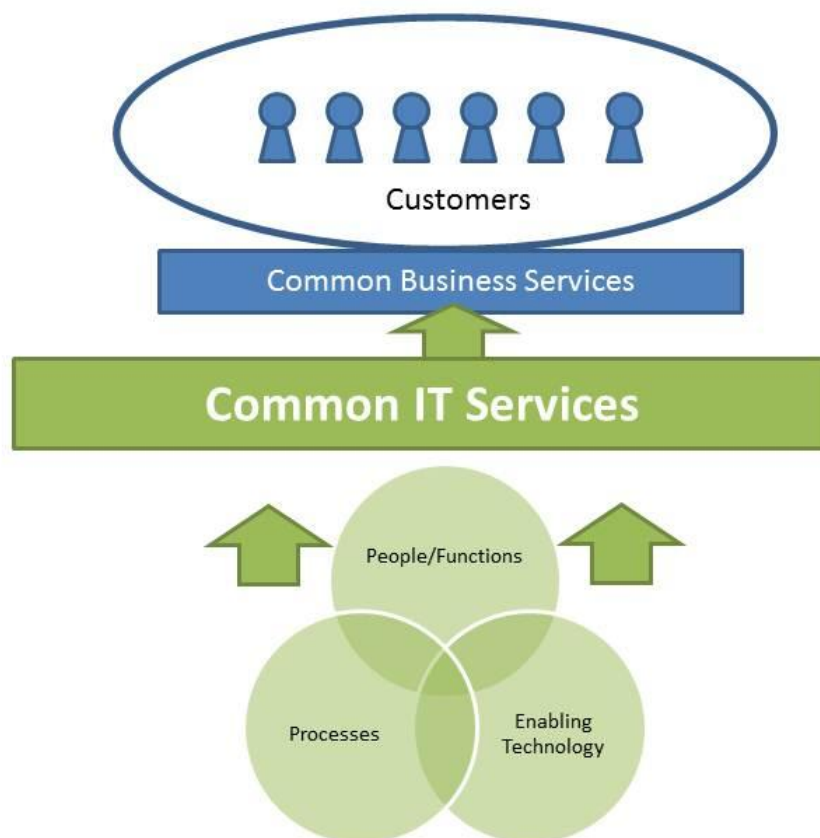 Customers
Common Business Services
Common IT Services
People/Functions
Processes
Enabling
Technology